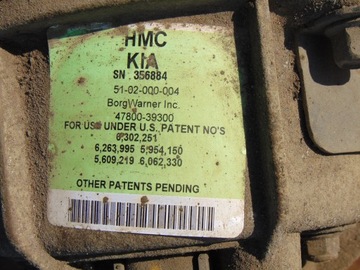 HMC
KIA
SN 356884
51-02-000-004
BorgWarner Inc.
47800-39300
FOR USE UNDER U.S. PATENT NO'S
6,302,251
6,263,995 5,954,150
5,609,219 6,062,330
OTHER PATENTS PENDING